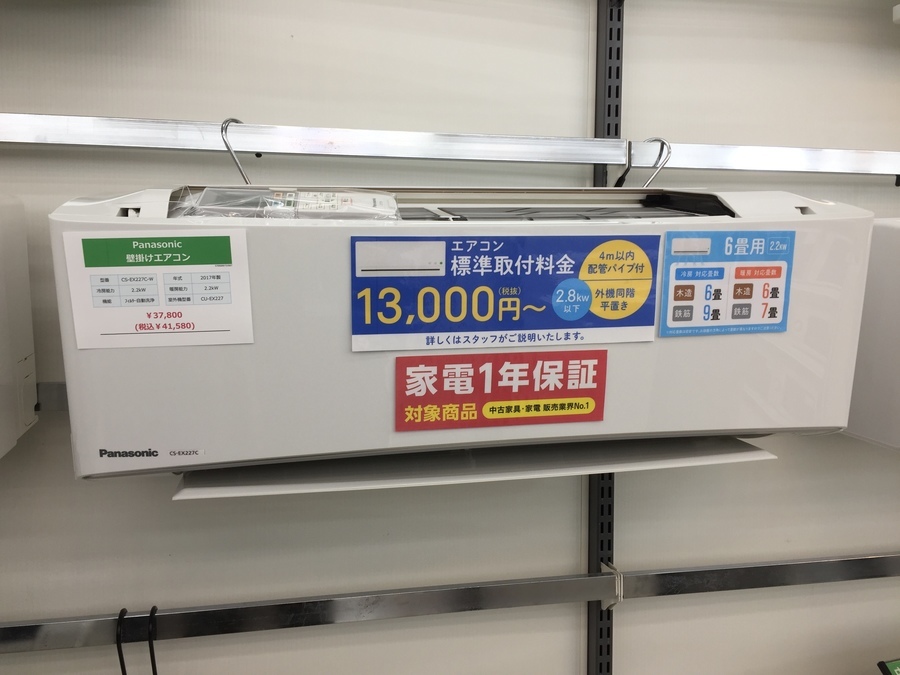 Panasonic
壁掛けエアコン
型番 CS-EX227C-W 年式 2017年製
冷房能力 2.2kW 暖房能力 2.2kW
機能 フィルター自動洗浄 室外機型番 CU-EX227
￥37,800
(税込￥41,580)
エアコン
標準取付料金
13,000円～
(税抜)
2.8kw
以下
4m以内
配管パイプ付
外機同階
平置き
詳しくはスタッフがご説明いたします。
6畳用 2.2kW
冷房 対応畳数 暖房 対応畳数
木造 6畳 木造 6畳
鉄筋 9畳 鉄筋 7畳
家電1年保証
対象商品 中古家具・家電 販売業界No.1
Panasonic CS-EX227C